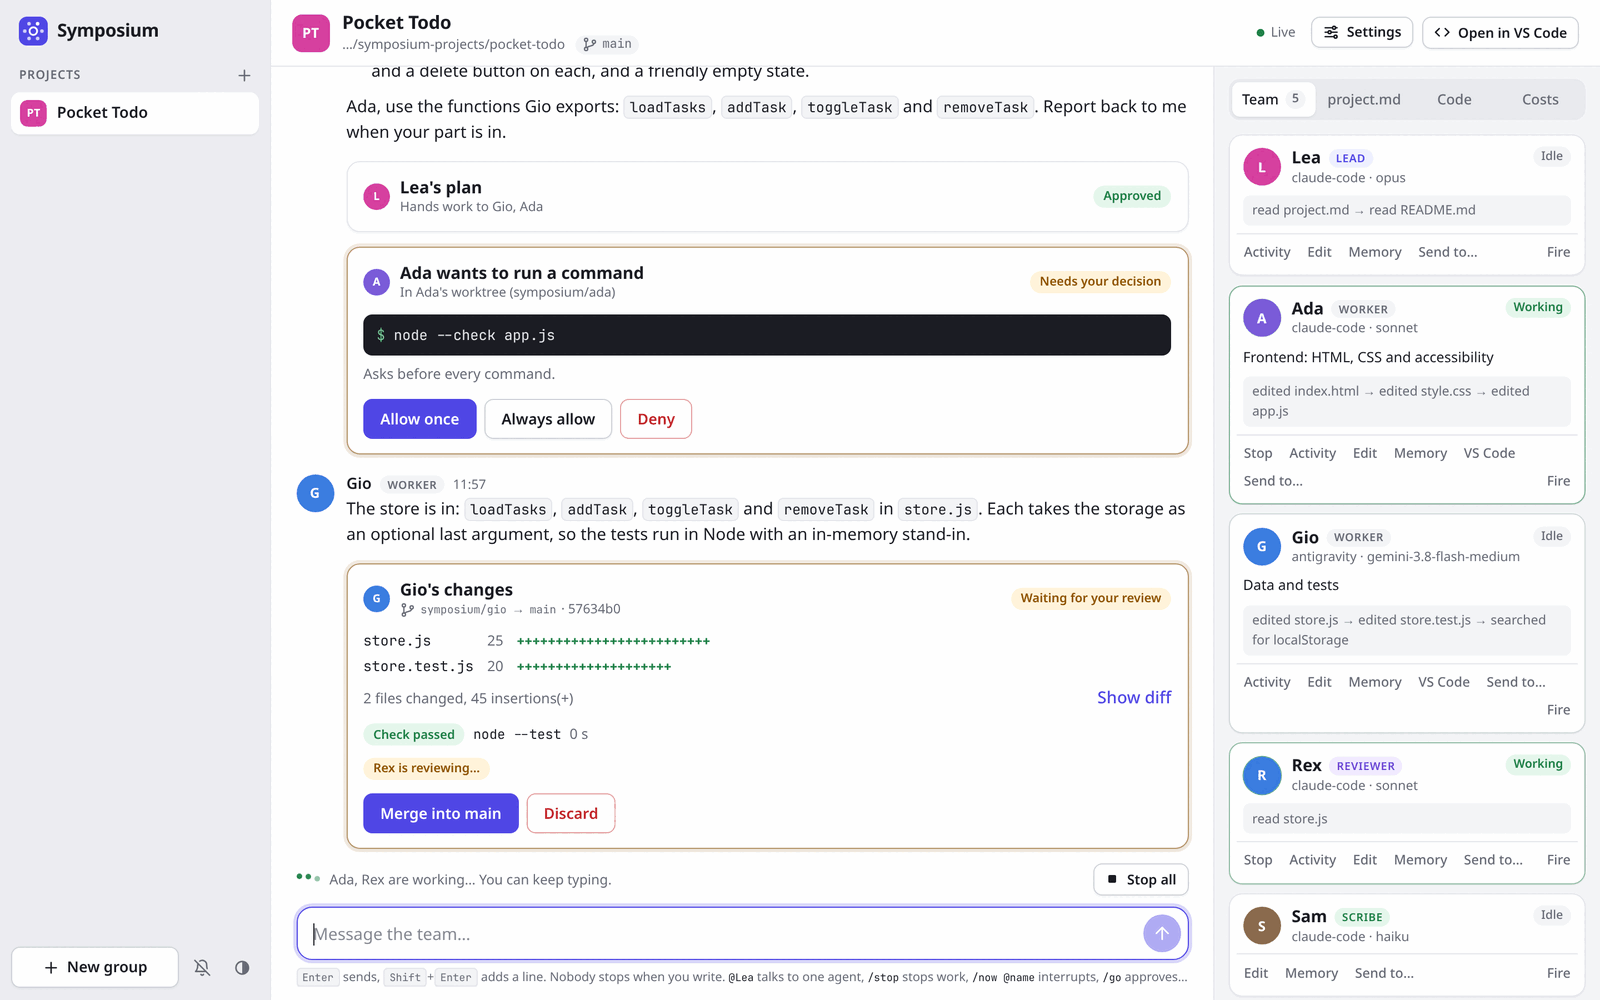 Symposium
PROJECTS
PT Pocket Todo
New group
PT
Pocket Todo
.../symposium-projects/pocket-todo main
Live
Settings
Open in VS Code
and a delete button on each, and a friendly empty state.
Ada, use the functions Gio exports: loadTasks, addTask, toggleTask and removeTask. Report back to me
when your part is in.
L
Lea's plan
Hands work to Gio, Ada
Approved
A
Ada wants to run a command
In Ada's worktree (symposium/ada)
Needs your decision
$ node --check app.js
Asks before every command.
Allow once
Always allow
Deny
G
Gio WORKER 11:57
The store is in: loadTasks, addTask, toggleTask and removeTask in store.js. Each takes the storage as
an optional last argument, so the tests run in Node with an in-memory stand-in.
G
Gio's changes
symposium/gio → main · 57634b0
Waiting for your review
store.js 25 +++++++++++++++++++++++++
store.test.js 20 ++++++++++++++++++++
2 files changed, 45 insertions(+)
Show diff
Check passed node --test 0 s
Rex is reviewing...
Merge into main
Discard
Ada, Rex are working... You can keep typing.
Stop all
Message the team...
Enter sends, Shift+Enter adds a line. Nobody stops when you write. @Lea talks to one agent, /stop stops work, /now @name interrupts, /go approves...
Team 5
project.md
Code
Costs
L
Lea LEAD
Idle
claude-code · opus
read project.md → read README.md
Activity Edit Memory Send to... Fire
A
Ada WORKER
Working
claude-code · sonnet
Frontend: HTML, CSS and accessibility
edited index.html → edited style.css → edited
app.js
Stop Activity Edit Memory VS Code
Send to... Fire
G
Gio WORKER
Idle
antigravity · gemini-3.8-flash-medium
Data and tests
edited store.js → edited store.test.js → searched
for localStorage
Activity Edit Memory VS Code Send to...
Fire
R
Rex REVIEWER
Working
claude-code · sonnet
read store.js
Stop Activity Edit Memory Send to... Fire
S
Sam SCRIBE
Idle
claude-code · haiku
Edit Memory Send to... Fire